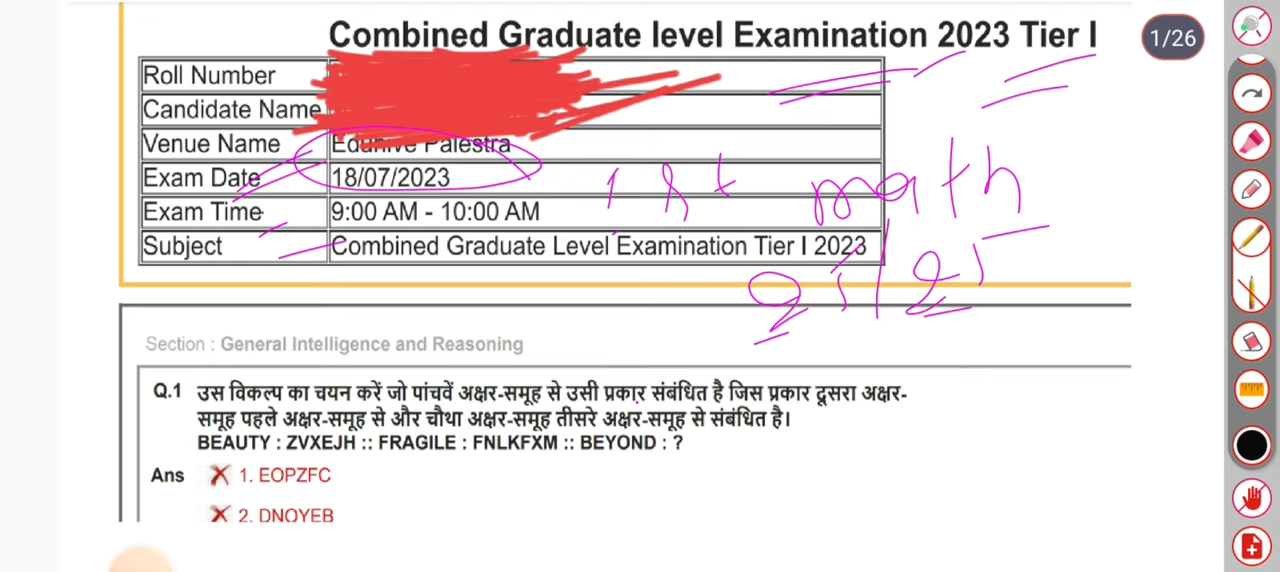 Combined Graduate level Examination 2023 Tier I
1/26
Roll Number
Candidate Name
Venue Name Edunive Palestra
Exam Date 18/07/2023
1st math
Exam Time 9:00 AM - 10:00 AM
Subject Combined Graduate Level Examination Tier I 2023
25/25
Section : General Intelligence and Reasoning
Q.1 उस विकल्प का चयन करें जो पांचवें अक्षर-समूह से उसी प्रकार संबंधित है जिस प्रकार दूसरा अक्षर-
समूह पहले अक्षर-समूह से और चौथा अक्षर-समूह तीसरे अक्षर-समूह से संबंधित है।
BEAUTY : ZVXEJH :: FRAGILE : FNLKFXM :: BEYOND : ?
Ans 1. EOPZFC
2. DNOYEB